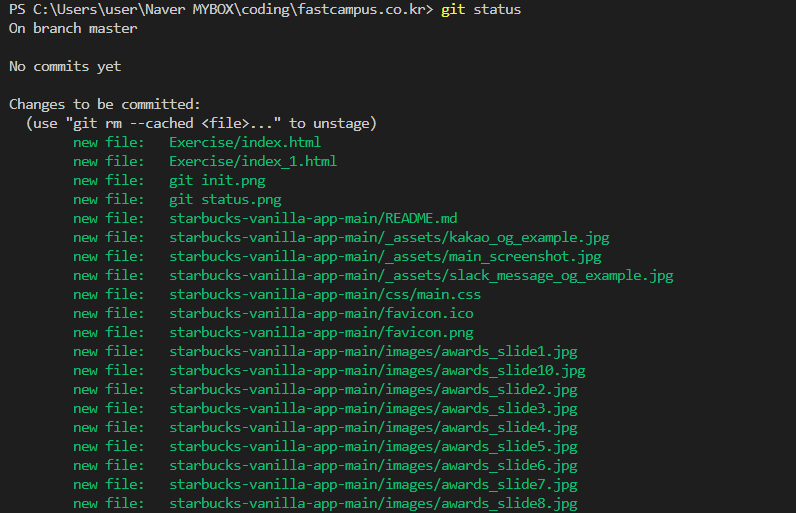 PS C:\Users\user\Naver MYBOX\coding\fastcampus.co.kr> git status
On branch master
No commits yet
Changes to be committed:
(use "git rm --cached <file>..." to unstage)
new file: Exercise/index.html
new file: Exercise/index_1.html
new file: git init.png
new file: git status.png
new file: starbucks-vanilla-app-main/README.md
new file: starbucks-vanilla-app-main/_assets/kakao_og_example.jpg
new file: starbucks-vanilla-app-main/_assets/main_screenshot.jpg
new file: starbucks-vanilla-app-main/_assets/slack_message_og_example.jpg
new file: starbucks-vanilla-app-main/css/main.css
new file: starbucks-vanilla-app-main/favicon.ico
new file: starbucks-vanilla-app-main/favicon.png
new file: starbucks-vanilla-app-main/images/awards_slide1.jpg
new file: starbucks-vanilla-app-main/images/awards_slide10.jpg
new file: starbucks-vanilla-app-main/images/awards_slide2.jpg
new file: starbucks-vanilla-app-main/images/awards_slide3.jpg
new file: starbucks-vanilla-app-main/images/awards_slide4.jpg
new file: starbucks-vanilla-app-main/images/awards_slide5.jpg
new file: starbucks-vanilla-app-main/images/awards_slide6.jpg
new file: starbucks-vanilla-app-main/images/awards_slide7.jpg
new file: starbucks-vanilla-app-main/images/awards_slide8.jpg